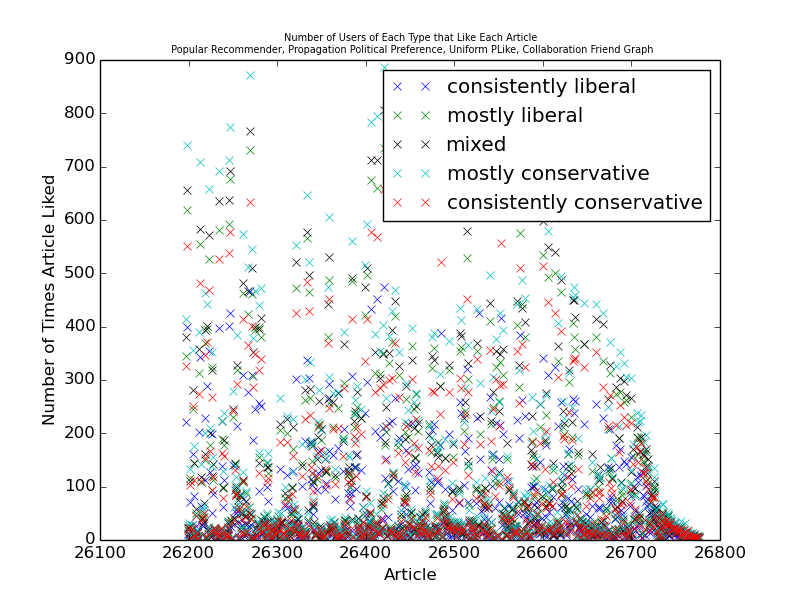 Number of Users of Each Type that Like Each Article
Popular Recommender, Propagation Political Preference, Uniform PLike, Collaboration Friend Graph
900
800
700
600
500
400
300
200
100
0
Number of Times Article Liked
consistently liberal
mostly liberal
mixed
mostly conservative
consistently conservative
26100
26200
26300
26400
26500
26600
26700
26800
Article